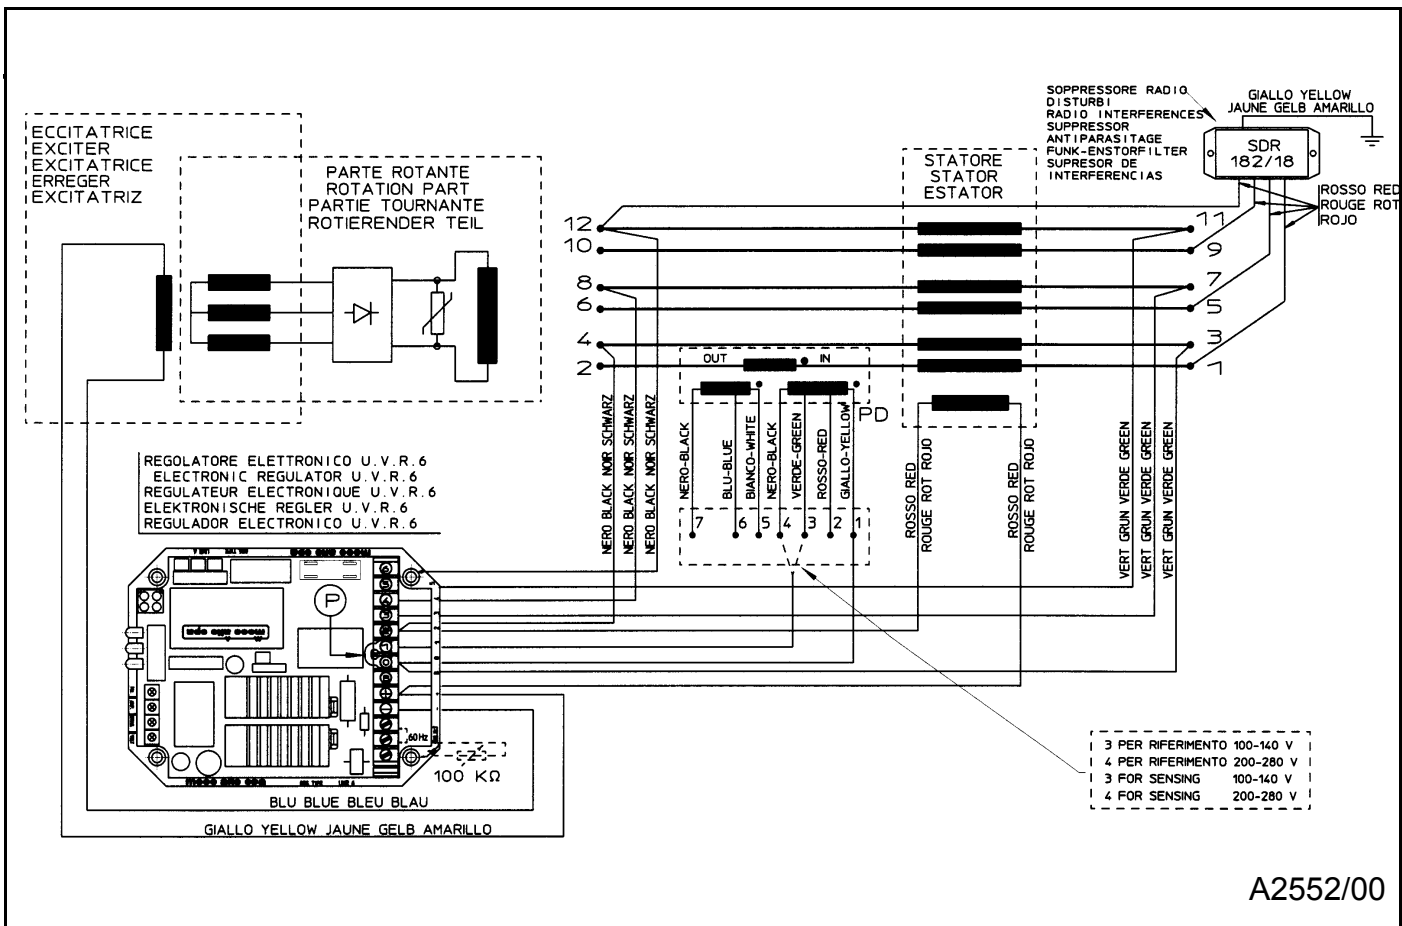 ECCITATRICE
EXCITER
EXCITATRICE
ERREGER
EXCITATRIZ
PARTE ROTANTE
ROTATION PART
PARTIE TOURNANTE
ROTIERENDER TEIL
STATORE
STATOR
ESTATOR
SOPPRESSORE RADIO
DISTURBI
RADIO INTERFERENCES
SUPPRESSOR
ANTIPARASITAGE
FUNK-ENSTORFILTER
SUPRESOR DE
INTERFERENCIAS
GIALLO YELLOW
JAUNE GELB AMARILLO
SDR
182/18
ROSSO RED
ROUGE ROT
ROJO
12
10
8
6
4
2
11
9
7
5
3
1
OUT
IN
PD
NERO BLACK NOIR SCHWARZ
NERO BLACK NOIR SCHWARZ
NERO BLACK NOIR SCHWARZ
NERO-BLACK
BLU-BLUE
BIANCO-WHITE
NERO-BLACK
VERDE-GREEN
ROSSO-RED
GIALLO-YELLOW
7 6 5 4 3 2 1
ROSSO RED
ROUGE ROT ROJO
ROSSO RED
ROUGE ROT ROJO
VERT GRUN VERDE GREEN
VERT GRUN VERDE GREEN
VERT GRUN VERDE GREEN
REGOLATORE ELETTRONICO U.V.R.6
ELECTRONIC REGULATOR U.V.R.6
REGULATEUR ELECTRONIQUE U.V.R.6
ELEKTRONISCHE REGLER U.V.R.6
REGULADOR ELECTRONICO U.V.R.6
P
60Hz
100 KΩ
BLU BLUE BLEU BLAU
GIALLO YELLOW JAUNE GELB AMARILLO
3 PER RIFERIMENTO 100-140 V
4 PER RIFERIMENTO 200-280 V
3 FOR SENSING 100-140 V
4 FOR SENSING 200-280 V
A2552/00